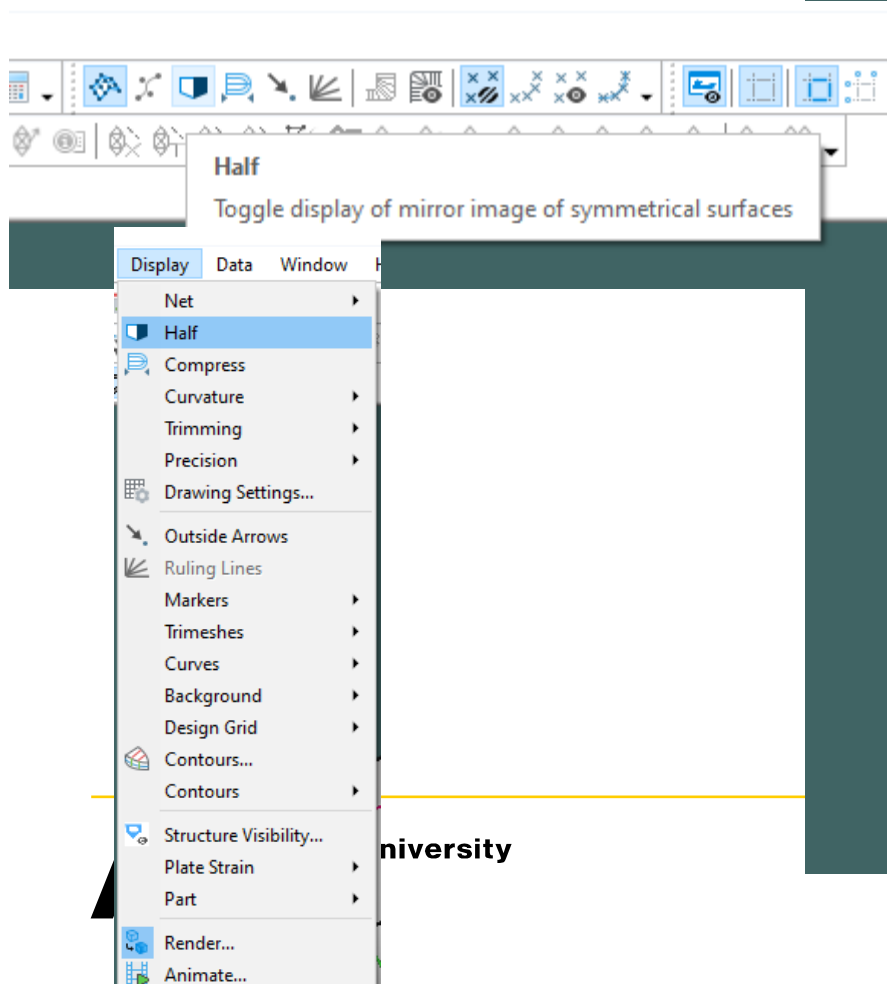 Half
Toggle display of mirror image of symmetrical surfaces
Display Data Window
Net
Half
Compress
Curvature
Trimming
Precision
Drawing Settings...
Outside Arrows
Ruling Lines
Markers
Trimeshes
Curves
Background
Design Grid
Contours...
Contours
Structure Visibility...
Plate Strain
Part
Render...
Animate...
niversity